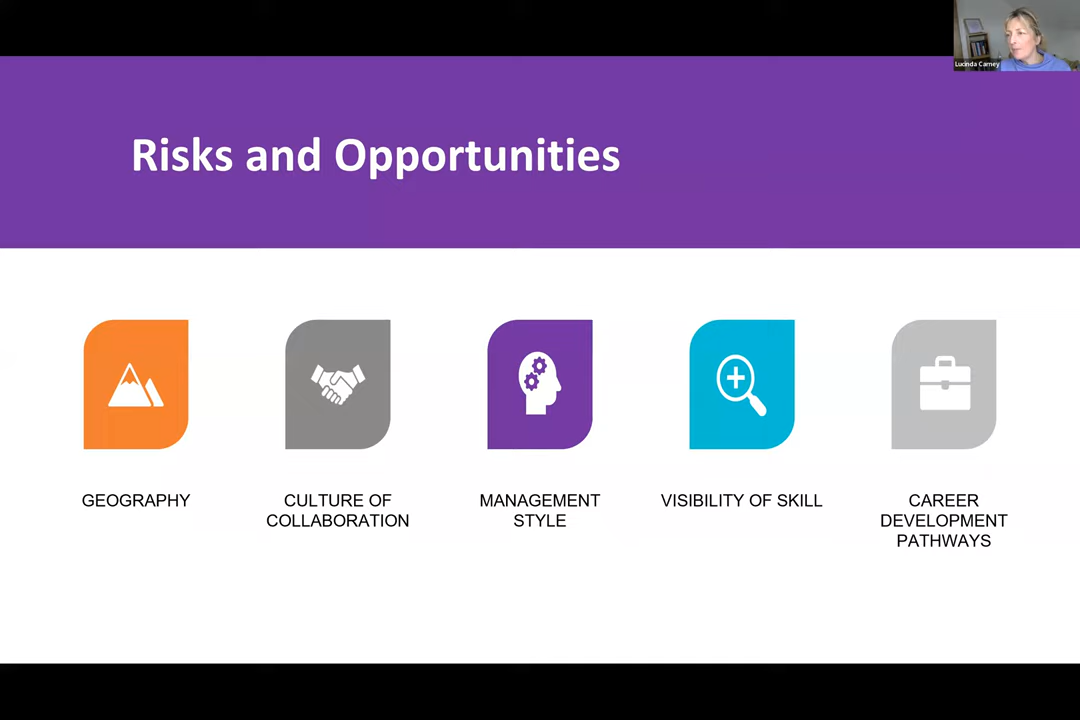 Lucinda Carney
Risks and Opportunities
GEOGRAPHY
CULTURE OF
COLLABORATION
MANAGEMENT
STYLE
VISIBILITY OF SKILL
CAREER
DEVELOPMENT
PATHWAYS